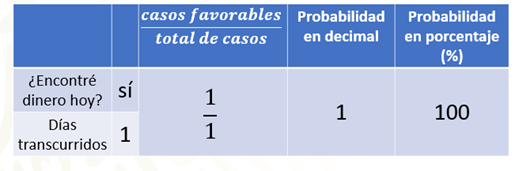 casos favorables
total de casos
Probabilidad
en decimal
Probabilidad
en porcentaje
(%)
¿Encontré
dinero hoy?
sí
Días
transcurridos
1
1
1
1
100